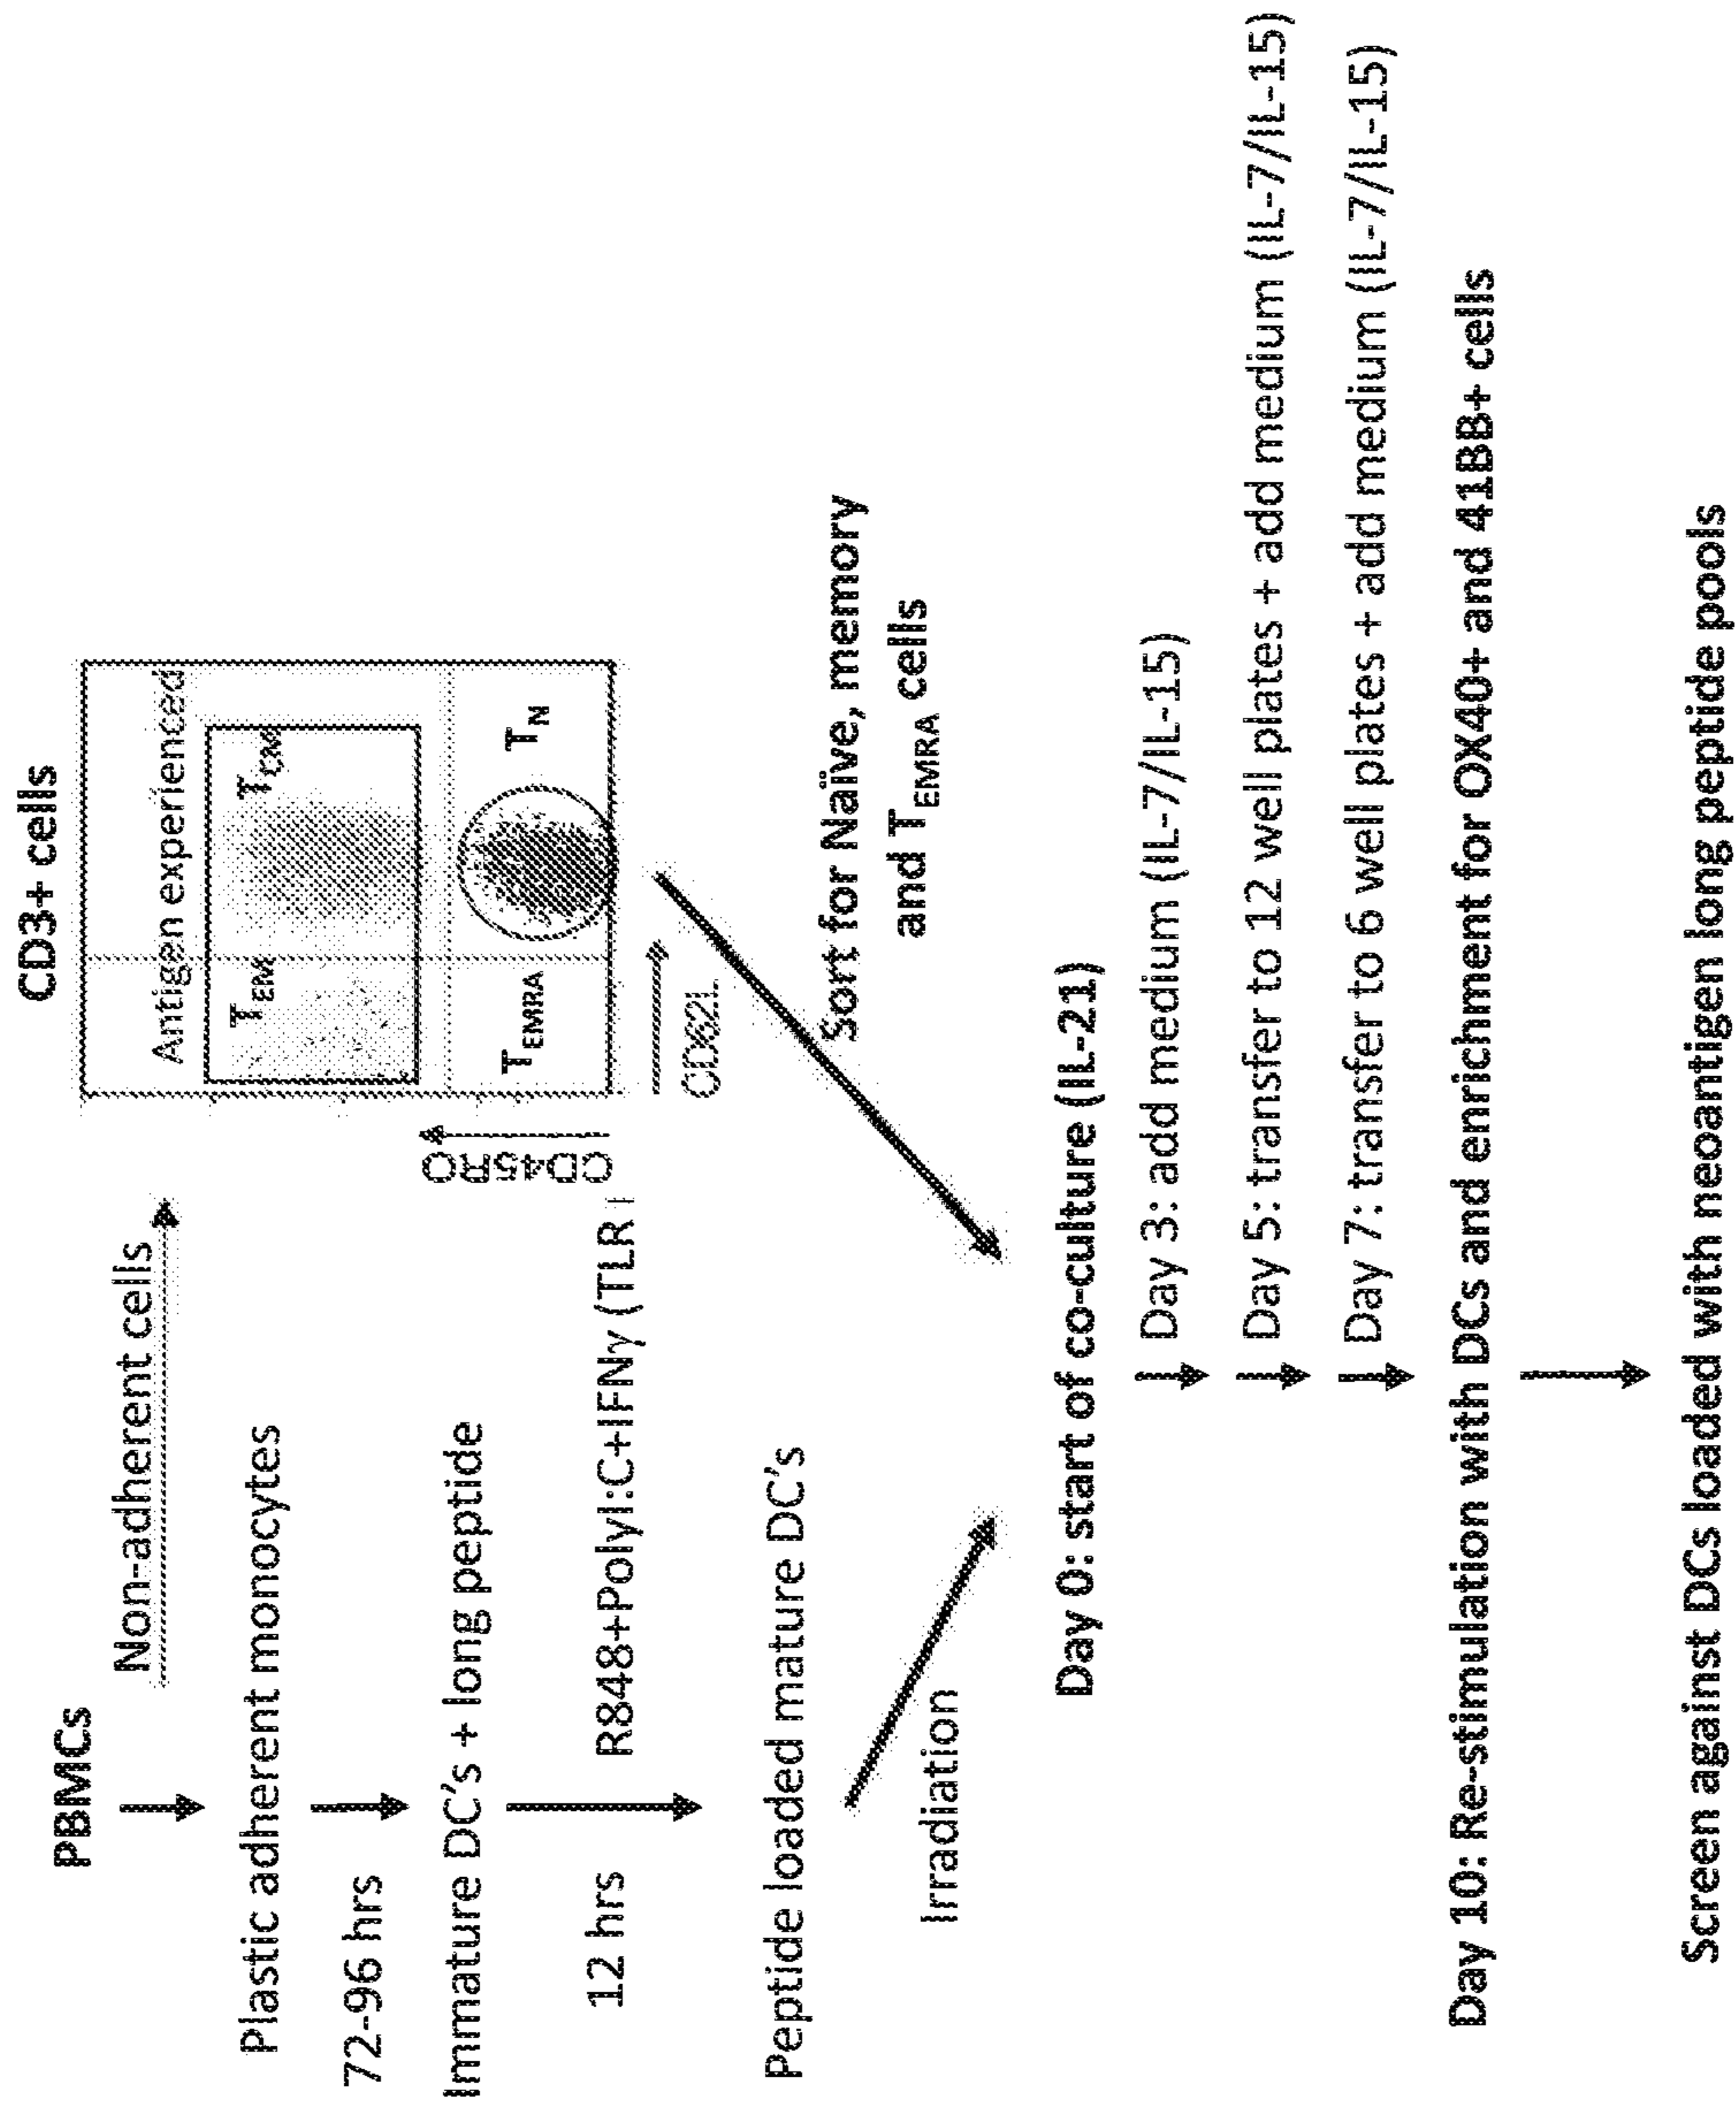 PBMCs
Non-adherent cells
CD3+ cells
Plastic adherent monocytes
72-96 hrs
Immature DC's + long peptide
12 hrs
R848+PolyI:C+IFNγ (TLR
Peptide loaded mature DC's
Irradiation
Antigen experienced
TEM
TCM
TEMRA
TN
CD45RO
CD62L
Sort for Naïve, memory
and TEMRA cells
Day 0: start of co-culture (IL-21)
Day 3: add medium (IL-7/IL-15)
Day 5: transfer to 12 well plates + add medium (IL-7/IL-15)
Day 7: transfer to 6 well plates + add medium (IL-7/IL-15)
Day 10: Re-stimulation with DCs and enrichment for OX40+ and 41BB+ cells
Screen against DCs loaded with neoantigen long peptide pools